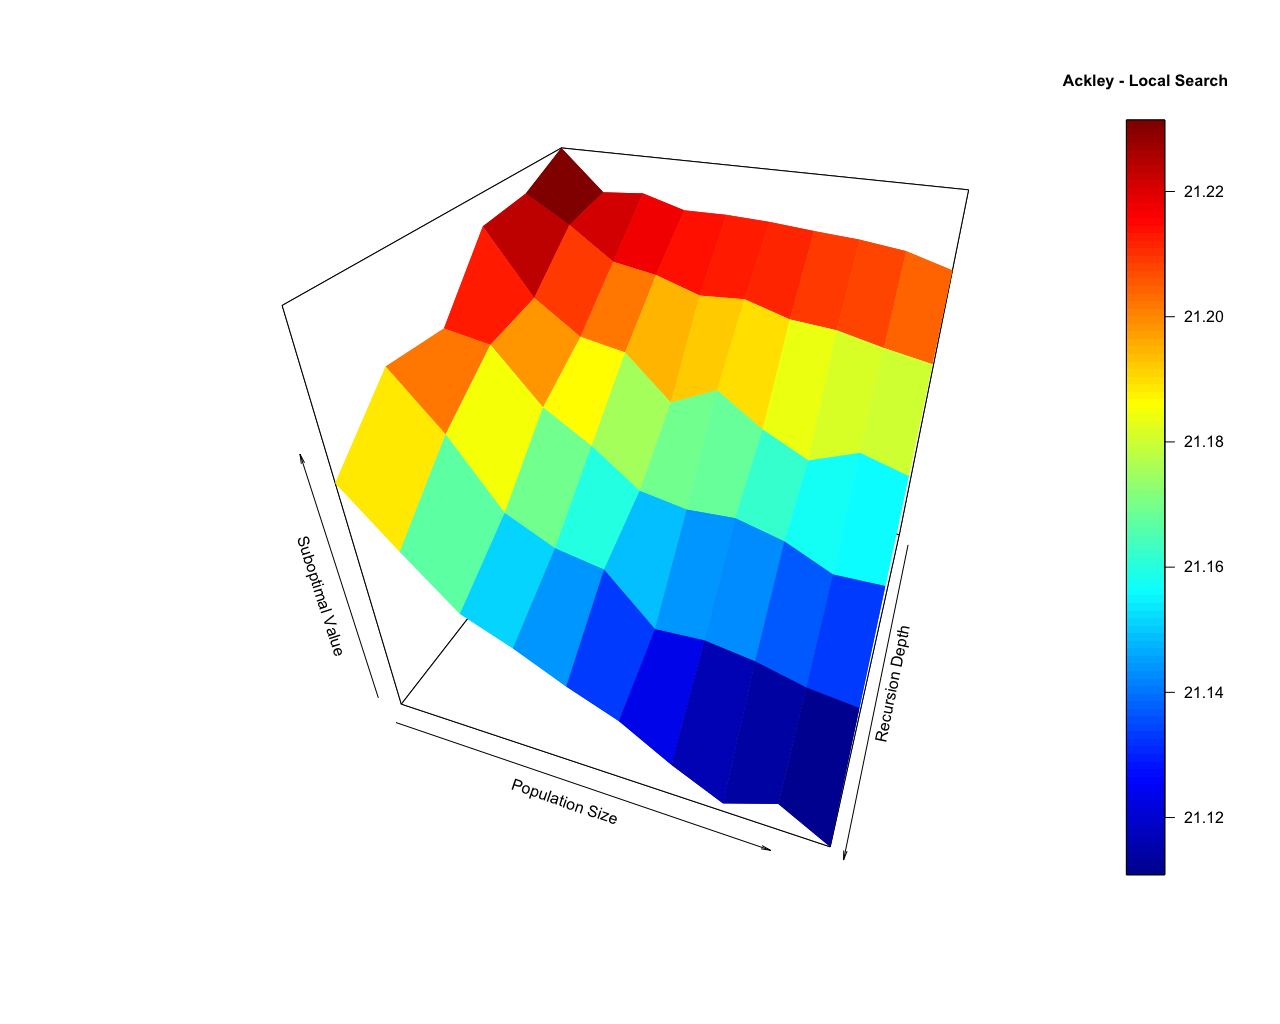 Ackley - Local Search
21.22
21.20
21.18
21.16
21.14
21.12
Suboptimal Value
Population Size
Recursion Depth